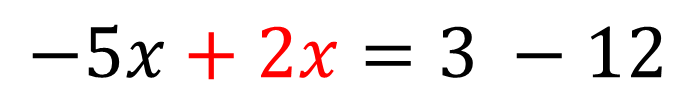 −5x + 2x = 3 − 12